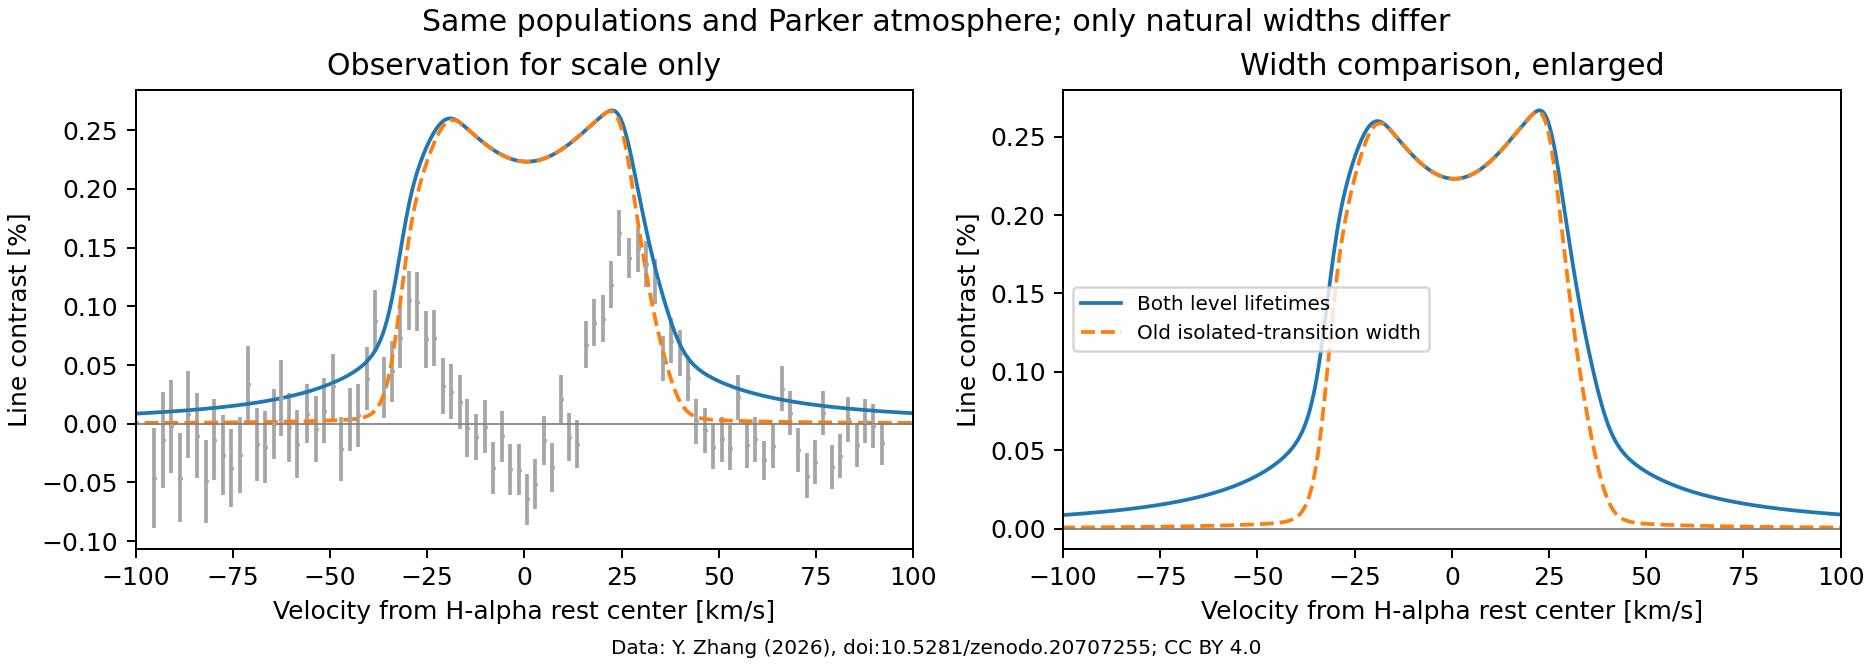 Same populations and Parker atmosphere; only natural widths differ
Observation for scale only
Line contrast [%]
0.25
0.20
0.15
0.10
0.05
0.00
−0.05
−0.10
−100 −75 −50 −25 0 25 50 75 100
Velocity from H-alpha rest center [km/s]
Width comparison, enlarged
Line contrast [%]
0.25
0.20
0.15
0.10
0.05
0.00
Both level lifetimes
Old isolated-transition width
−100 −75 −50 −25 0 25 50 75 100
Velocity from H-alpha rest center [km/s]
Data: Y. Zhang (2026), doi:10.5281/zenodo.20707255; CC BY 4.0